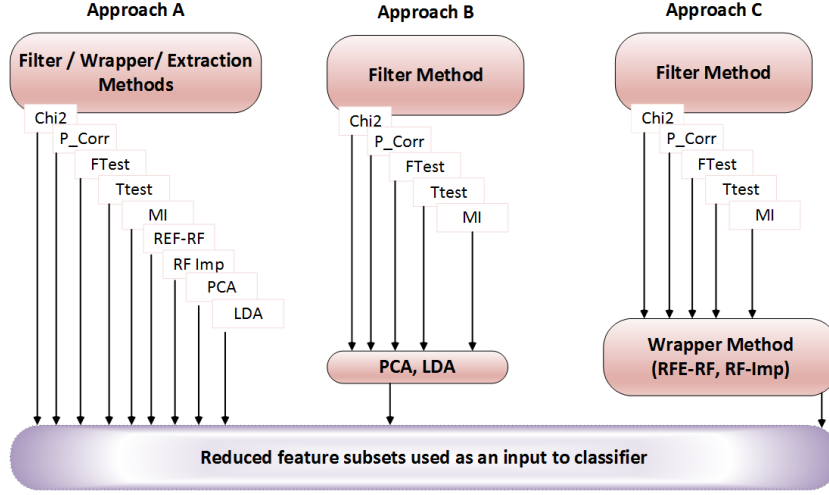 Approach A
Filter / Wrapper/ Extraction
Methods
Chi2
P_Corr
FTest
Ttest
MI
REF-RF
RF Imp
PCA
LDA
Approach B
Filter Method
Chi2
P_Corr
FTest
Ttest
MI
PCA, LDA
Approach C
Filter Method
Chi2
P_Corr
FTest
Ttest
MI
Wrapper Method
(RFE-RF, RF-Imp)
Reduced feature subsets used as an input to classifier